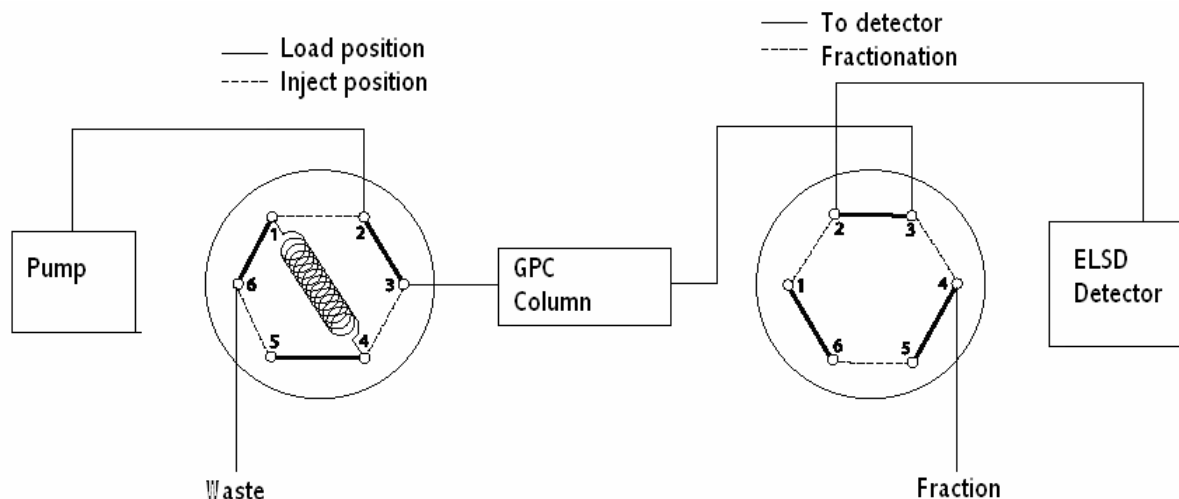 Load position
Inject position
To detector
Fractionation
Pump
1
2
6
3
5
4
Waste
GPC
Column
2
3
1
4
6
5
Fraction
ELSD
Detector